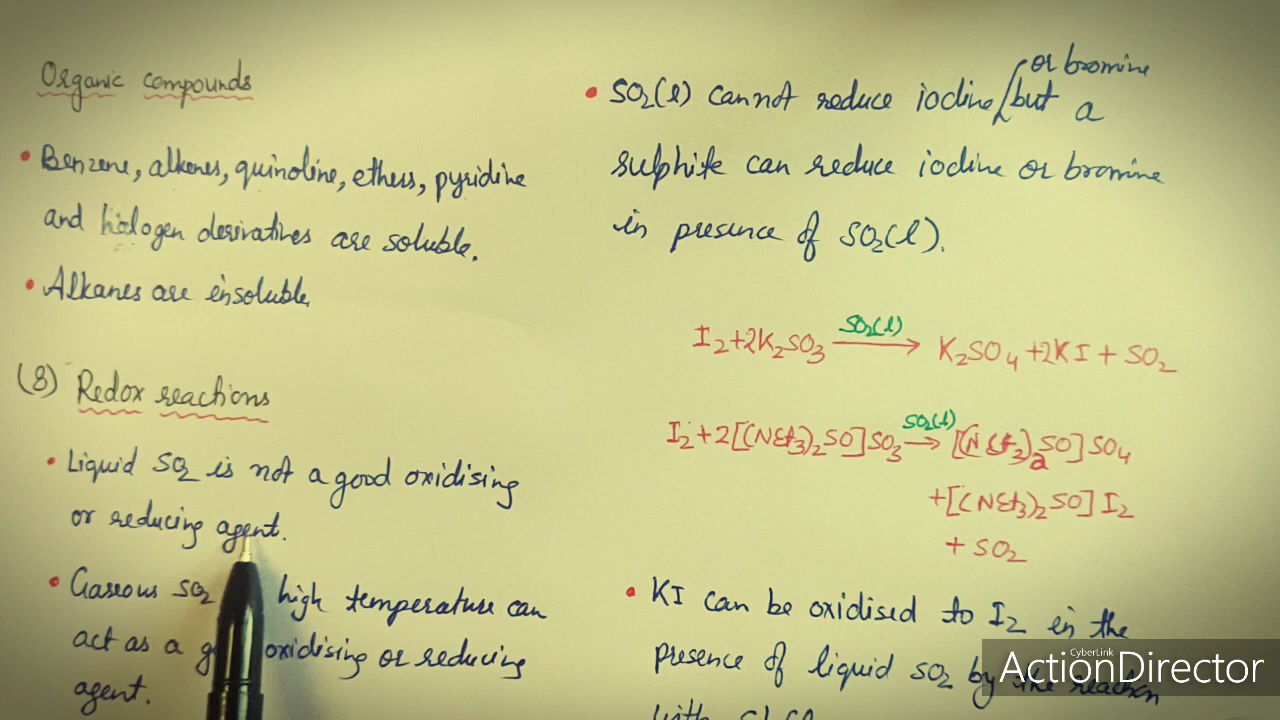 Organic compounds
• Benzene, alkenes, quinoline, ethers, pyridine
and halogen derivatives are soluble.
• Alkanes are insoluble.
(8) Redox reactions
• Liquid SO2 is not a good oxidising
or reducing agent.
• Gaseous SO2 high temperature can
act as a oxidising or reducing
agent.
or bromine
• SO2(l) cannot reduce iodine/but a
sulphite can reduce iodine or bromine
in presence of SO2(l).
SO2(l)
I2+2K2SO3 → K2SO4+2KI+SO2
SO2(l)
I2+2[(NEt3)2SO]SO3 → [(NEt3)2SO]SO4
+[(NEt3)2SO]I2
+ SO2
• KI can be oxidised to I2 in the
presence of liquid SO2 by the reaction
with
CyberLink
ActionDirector